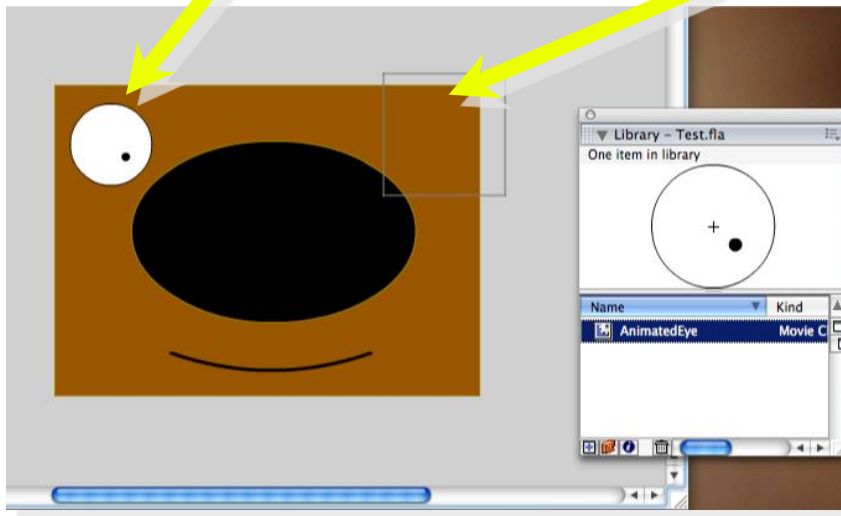 Library – Test.fla
One item in library
Name Kind
AnimatedEye Movie C